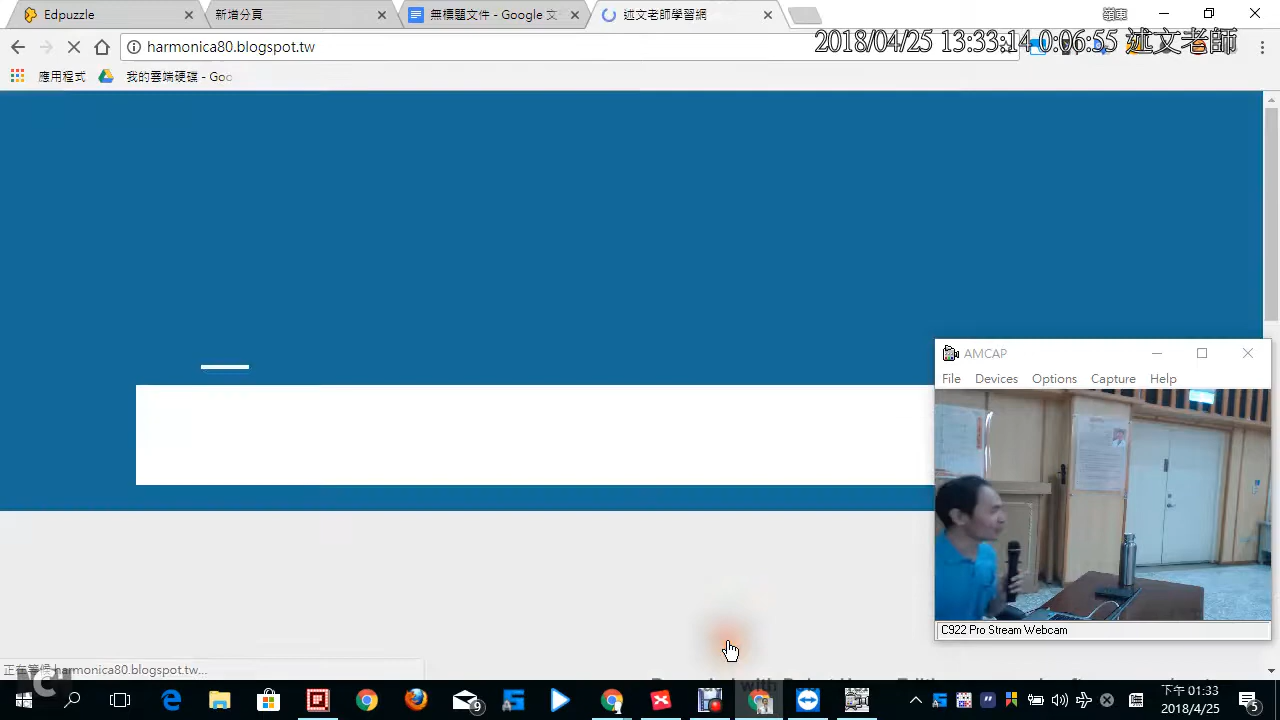 Edpuzzle
新增分頁
無標題文件 - Google 文
述文老師學習網
harmonica80.blogspot.tw
2018/04/25 13:33:14 0:06:55 述文老師
應用程式
我的雲端硬碟 - Goo
AMCAP
File Devices Options Capture Help
C922 Pro Stream Webcam
harmonica80.blogspot.tw...
NCH
9
下午 01:33
2018/4/25
5